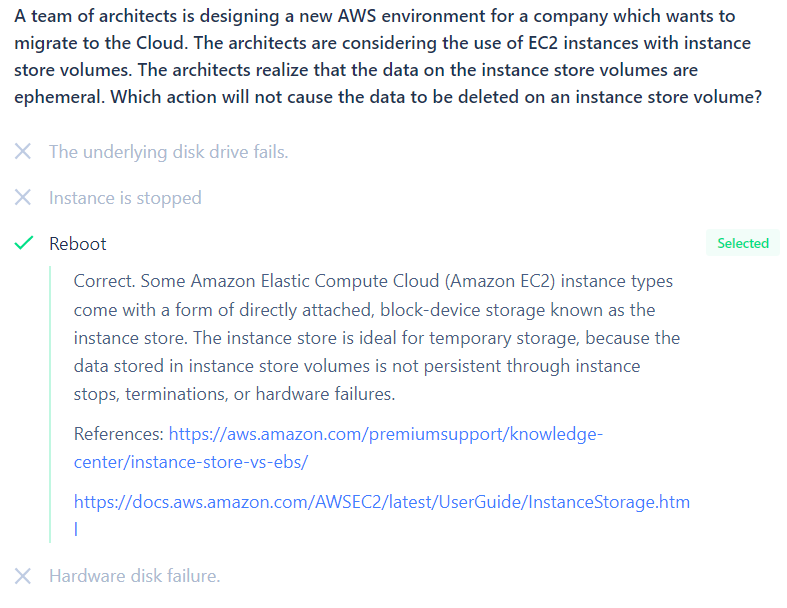 A team of architects is designing a new AWS environment for a company which wants to
migrate to the Cloud. The architects are considering the use of EC2 instances with instance
store volumes. The architects realize that the data on the instance store volumes are
ephemeral. Which action will not cause the data to be deleted on an instance store volume?
The underlying disk drive fails.
Instance is stopped
Reboot
Selected
Correct. Some Amazon Elastic Compute Cloud (Amazon EC2) instance types
come with a form of directly attached, block-device storage known as the
instance store. The instance store is ideal for temporary storage, because the
data stored in instance store volumes is not persistent through instance
stops, terminations, or hardware failures.
References: https://aws.amazon.com/premiumsupport/knowledge-
center/instance-store-vs-ebs/
https://docs.aws.amazon.com/AWSEC2/latest/UserGuide/InstanceStorage.htm
l
Hardware disk failure.